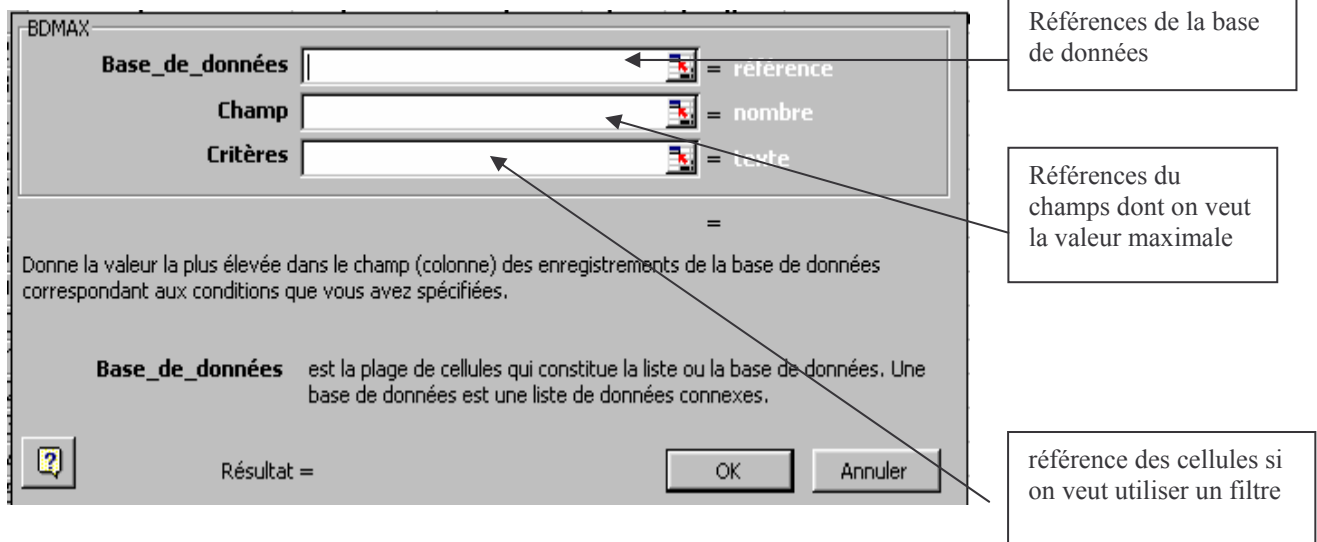 BDMAX
Base_de_données = référence
Champ = nombre
Critères = texte
=
Donne la valeur la plus élevée dans le champ (colonne) des enregistrements de la base de données
correspondant aux conditions que vous avez spécifiées.
Base_de_données est la plage de cellules qui constitue la liste ou la base de données. Une
base de données est une liste de données connexes.
? Résultat = OK Annuler
Références de la base
de données
Références du
champs dont on veut
la valeur maximale
référence des cellules si
on veut utiliser un filtre